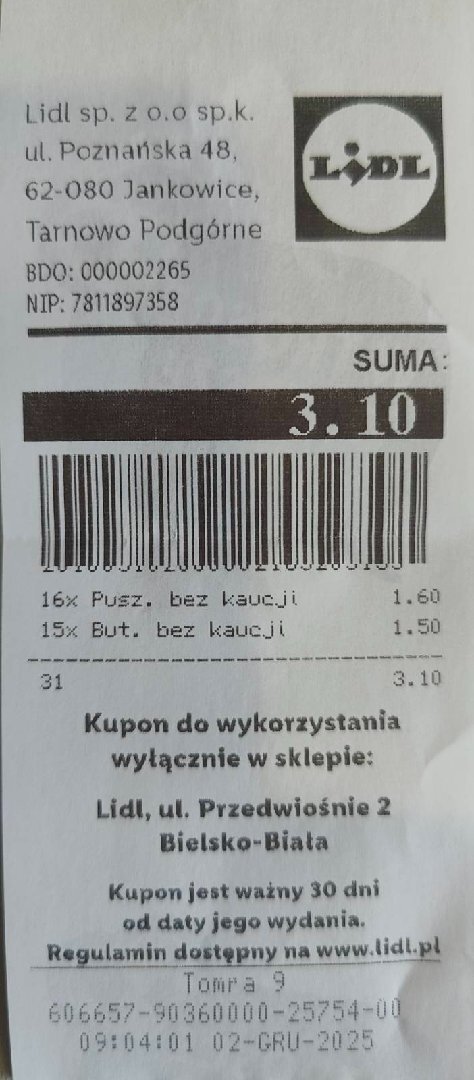 Lidl sp. z o.o sp.k.
ul. Poznańska 48,
62-080 Jankowice,
Tarnowo Podgórne
BDO: 000002265
NIP: 7811897358
LiDL
SUMA:
3.10
16x Pusz. bez kaucji 1.60
15x But. bez kaucji 1.50
31 3.10
Kupon do wykorzystania
wyłącznie w sklepie:
Lidl, ul. Przedwiośnie 2
Bielsko-Biała
Kupon jest ważny 30 dni
od daty jego wydania.
Regulamin dostępny na www.lidl.pl
Tomra 9
606657-90360000-25754-00
09:04:01 02-GRU-2025